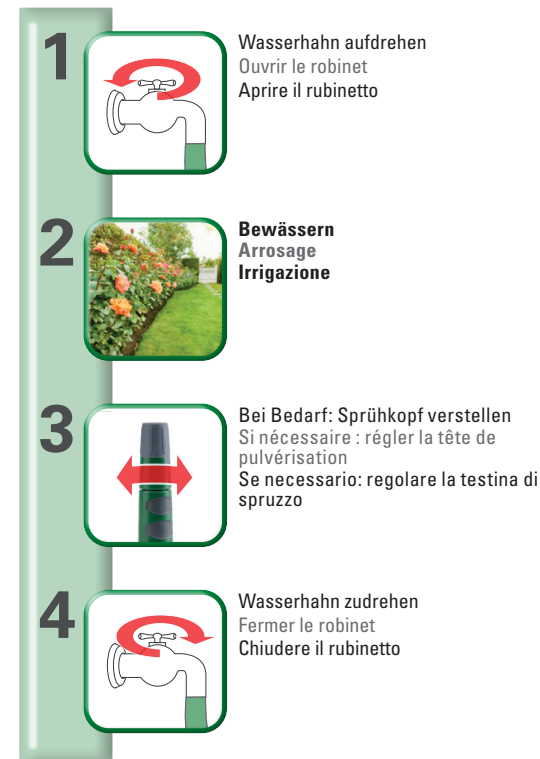 1
Wasserhahn aufdrehen
Ouvrir le robinet
Aprire il rubinetto
2
Bewässern
Arrosage
Irrigazione
3
Bei Bedarf: Sprühkopf verstellen
Si nécessaire : régler la tête de
pulvérisation
Se necessario: regolare la testina di
spruzzo
4
Wasserhahn zudrehen
Fermer le robinet
Chiudere il rubinetto